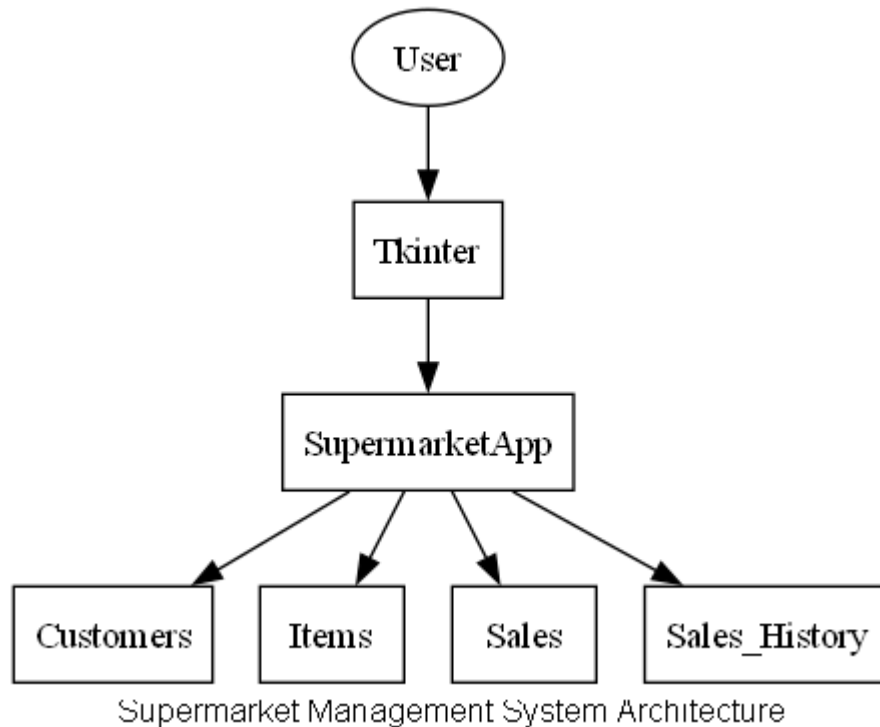 User
Tkinter
SupermarketApp
Customers Items Sales Sales_History
Supermarket Management System Architecture